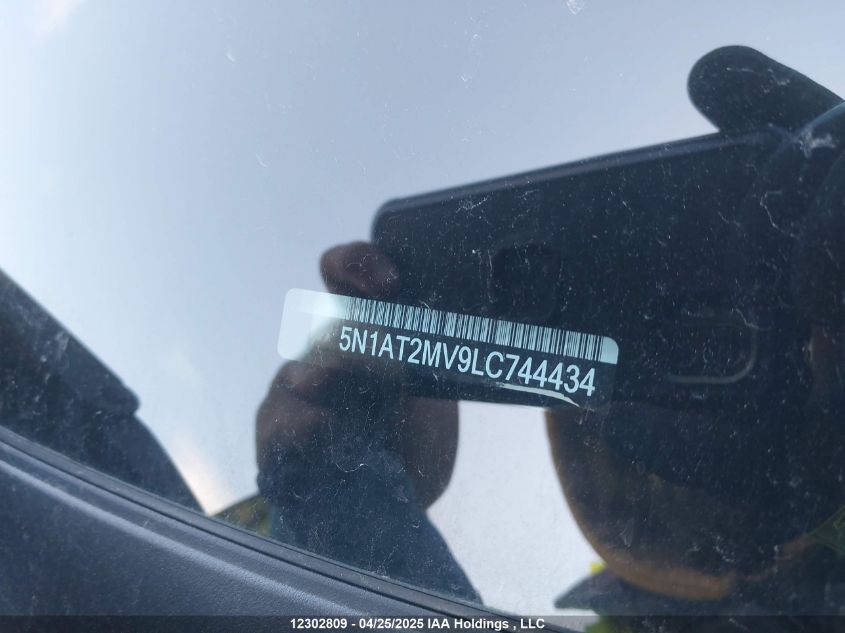 5N1AT2MV9LC744434
12302809 - 04/25/2025 IAA Holdings , LLC